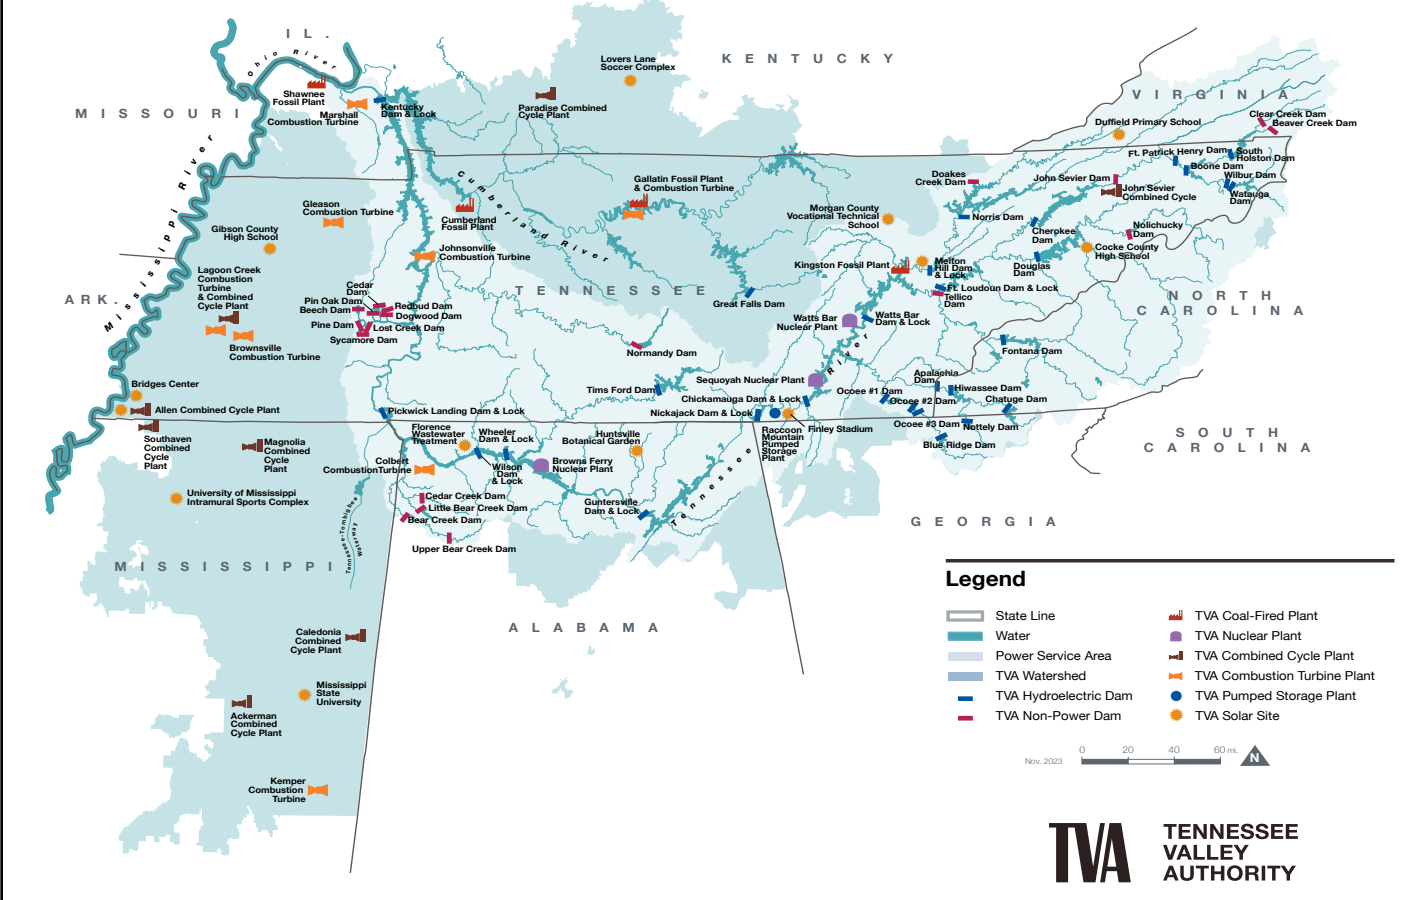 I L .
K E N T U C K Y
M I S S O U R I
V I R G I N I A
A R K .
T E N N E S S E E
N O R T H
C A R O L I N A
S O U T H
C A R O L I N A
G E O R G I A
A L A B A M A
M I S S I S S I P P I
Ohio River
Mississippi River
Cumberland River
Tennessee
River
Tennessee-Tombigbee
Waterway
Shawnee
Fossil Plant
Marshall
Combustion Turbine
Kentucky
Dam & Lock
Paradise Combined
Cycle Plant
Lovers Lane
Soccer Complex
Duffield Primary School
Clear Creek Dam
Beaver Creek Dam
Ft. Patrick Henry Dam
South
Holston Dam
Boone Dam
Wilbur Dam
Watauga
Dam
John Sevier Dam
John Sevier
Combined Cycle
Doakes
Creek Dam
Norris Dam
Cherokee
Dam
Nolichucky
Dam
Cocke County
High School
Douglas
Dam
Gallatin Fossil Plant
& Combustion Turbine
Morgan County
Vocational Technical
School
Kingston Fossil Plant
Melton
Hill Dam
& Lock
Ft. Loudoun Dam & Lock
Tellico
Dam
Gleason
Combustion Turbine
Gibson County
High School
Cumberland
Fossil Plant
Johnsonville
Combustion Turbine
Lagoon Creek
Combustion
Turbine
& Combined
Cycle Plant
Brownsville
Combustion Turbine
Cedar
Dam
Pin Oak Dam
Beech Dam
Redbud Dam
Dogwood Dam
Pine Dam
Lost Creek Dam
Sycamore Dam
Great Falls Dam
Watts Bar
Nuclear Plant
Watts Bar
Dam & Lock
Normandy Dam
Fontana Dam
Tims Ford Dam
Sequoyah Nuclear Plant
Chickamauga Dam & Lock
Nickajack Dam & Lock
Raccoon
Mountain
Pumped
Storage
Plant
Finley Stadium
Apalachia
Dam
Ocoee #1 Dam
Ocoee #2 Dam
Ocoee #3 Dam
Hiwassee Dam
Chatuge Dam
Nottely Dam
Blue Ridge Dam
Bridges Center
Allen Combined Cycle Plant
Southaven
Combined
Cycle
Plant
Magnolia
Combined
Cycle
Plant
University of Mississippi
Intramural Sports Complex
Pickwick Landing Dam & Lock
Florence
Wastewater
Treatment
Wheeler
Dam & Lock
Wilson
Dam
& Lock
Colbert
CombustionTurbine
Browns Ferry
Nuclear Plant
Huntsville
Botanical Garden
Guntersville
Dam & Lock
Cedar Creek Dam
Little Bear Creek Dam
Bear Creek Dam
Upper Bear Creek Dam
Caledonia
Combined
Cycle Plant
Mississippi
State
University
Ackerman
Combined
Cycle Plant
Kemper
Combustion
Turbine
Legend
State Line
Water
Power Service Area
TVA Watershed
TVA Hydroelectric Dam
TVA Non-Power Dam
TVA Coal-Fired Plant
TVA Nuclear Plant
TVA Combined Cycle Plant
TVA Combustion Turbine Plant
TVA Pumped Storage Plant
TVA Solar Site
Nov. 2023
0 20 40 60 mi.
N
TVA
TENNESSEE
VALLEY
AUTHORITY